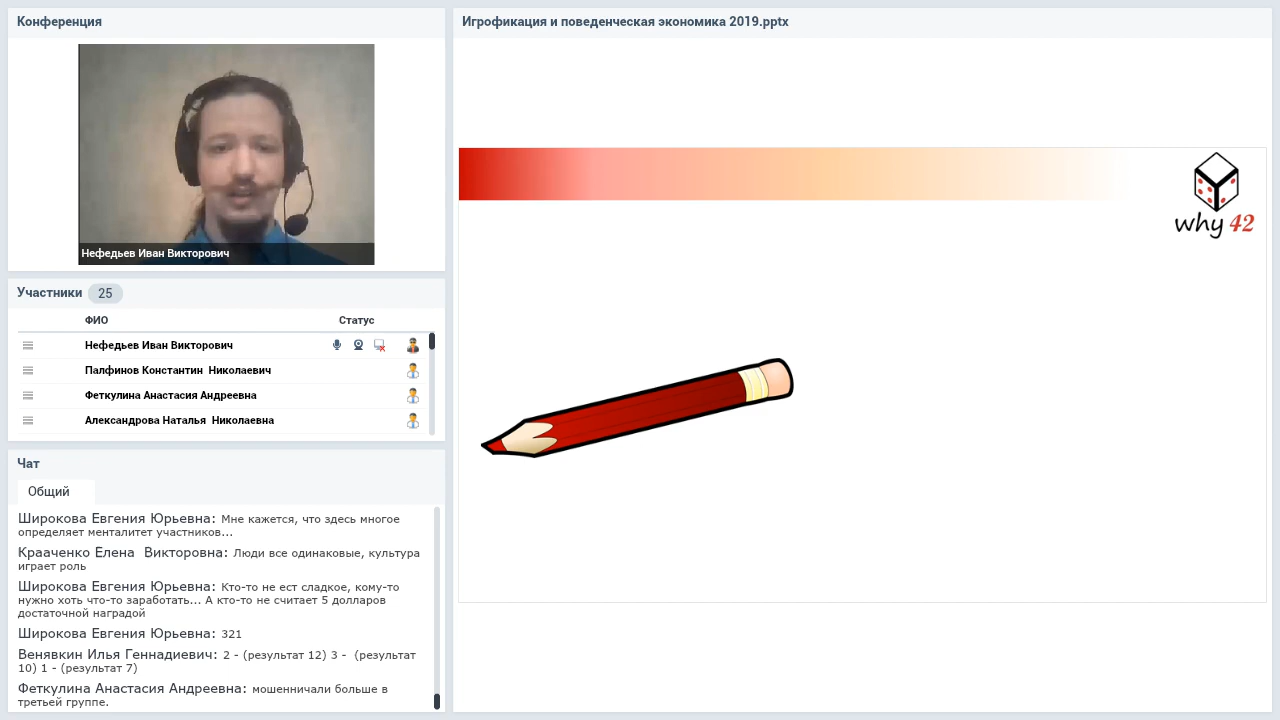 Конференция
Нефедьев Иван Викторович
Участники 25
ФИО Статус
Нефедьев Иван Викторович
Палфинов Константин Николаевич
Феткулина Анастасия Андреевна
Александрова Наталья Николаевна
Чат
Общий
Широкова Евгения Юрьевна: Мне кажется, что здесь многое
определяет менталитет участников...
Крааченко Елена Викторовна: Люди все одинаковые, культура
играет роль
Широкова Евгения Юрьевна: Кто-то не ест сладкое, кому-то
нужно хоть что-то заработать... А кто-то не считает 5 долларов
достаточной наградой
Широкова Евгения Юрьевна: 321
Венявкин Илья Геннадиевич: 2 - (результат 12) 3 - (результат
10) 1 - (результат 7)
Феткулина Анастасия Андреевна: мошенничали больше в
третьей группе.
Игрофикация и поведенческая экономика 2019.pptx
why 42